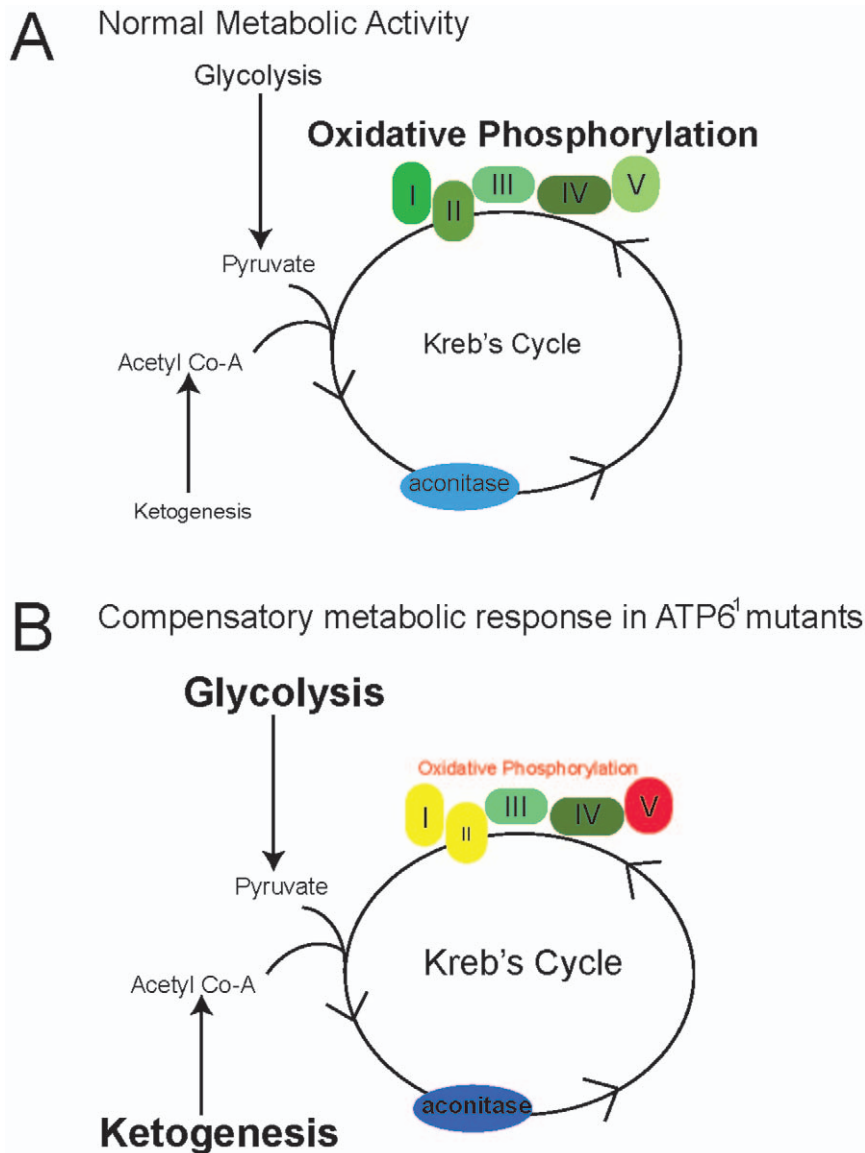 A
Normal Metabolic Activity
Glycolysis
Oxidative Phosphorylation
I
II
III
IV
V
Pyruvate
Kreb's Cycle
Acetyl Co-A
aconitase
Ketogenesis
B
Compensatory metabolic response in ATP6¹ mutants
Glycolysis
Oxidative Phosphorylation
I
II
III
IV
V
Pyruvate
Kreb's Cycle
Acetyl Co-A
aconitase
Ketogenesis